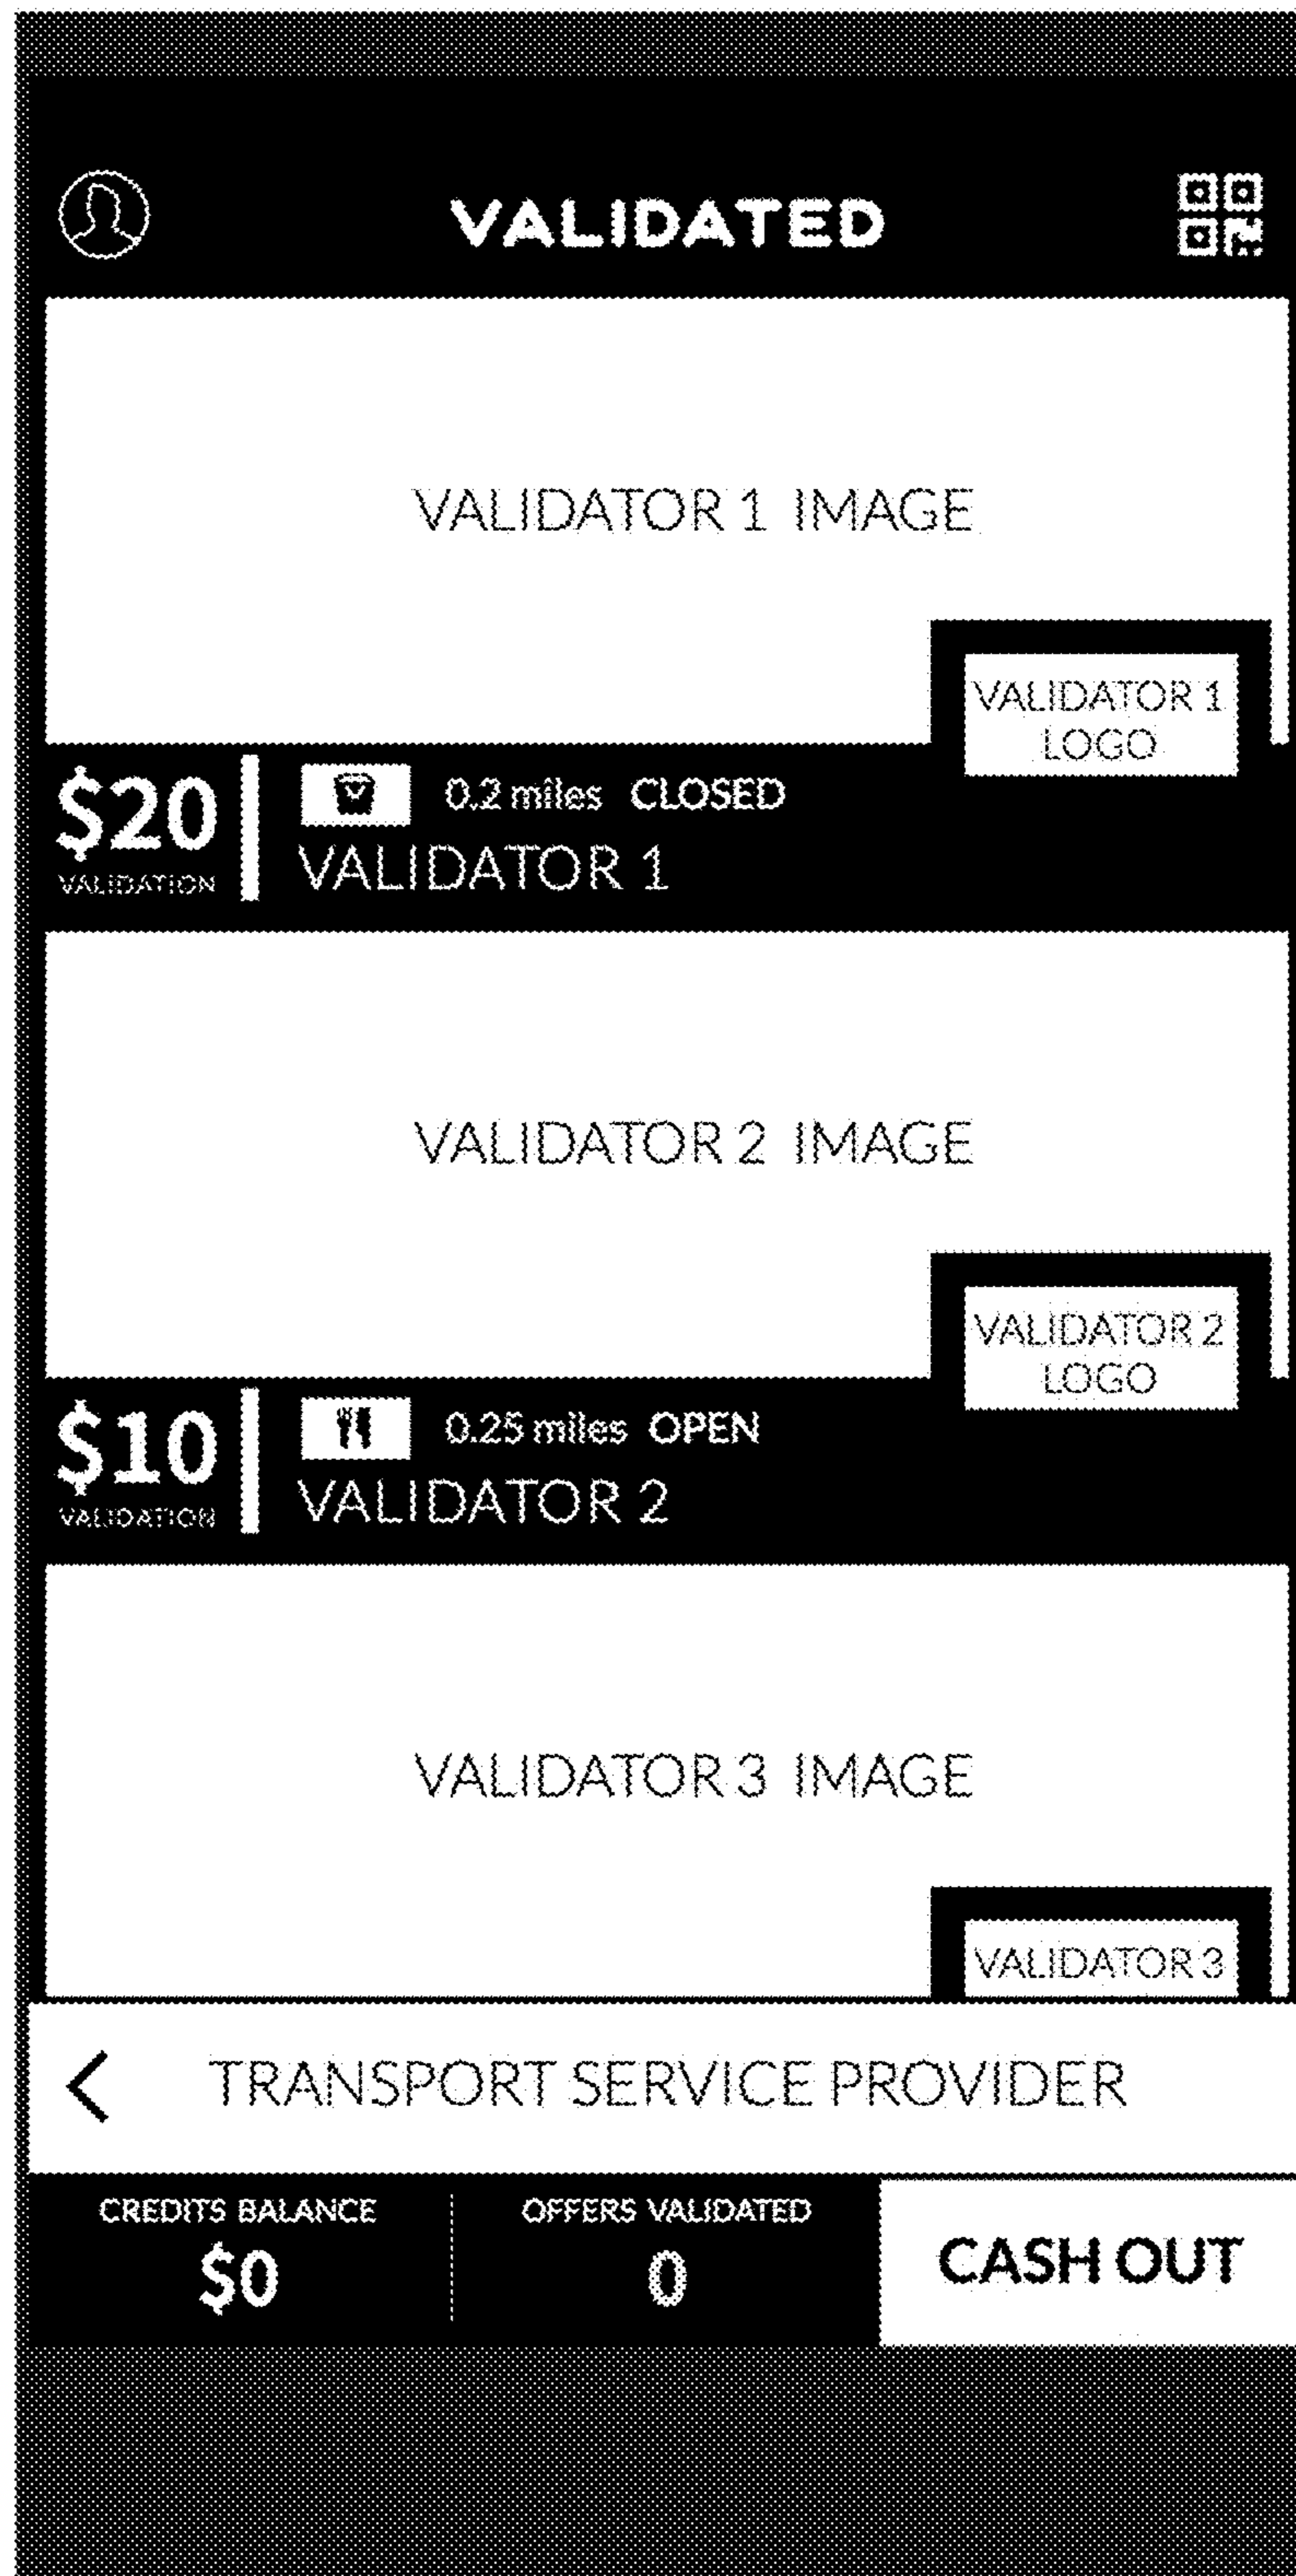 VALIDATED
VALIDATOR 1 IMAGE
VALIDATOR 1
LOGO
$20
VALIDATION
0.2 miles CLOSED
VALIDATOR 1
VALIDATOR 2 IMAGE
VALIDATOR 2
LOGO
$10
VALIDATION
0.25 miles OPEN
VALIDATOR 2
VALIDATOR 3 IMAGE
VALIDATOR 3
TRANSPORT SERVICE PROVIDER
CREDITS BALANCE
$0
OFFERS VALIDATED
0
CASH OUT